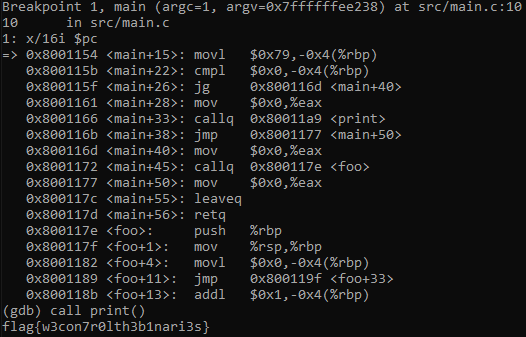 Breakpoint 1, main (argc=1, argv=0x7ffffffee238) at src/main.c:10
10      in src/main.c
1: x/16i $pc
=> 0x8001154 <main+15>: movl   $0x79,-0x4(%rbp)
   0x800115b <main+22>: cmpl   $0x0,-0x4(%rbp)
   0x800115f <main+26>: jg     0x800116d <main+40>
   0x8001161 <main+28>: mov    $0x0,%eax
   0x8001166 <main+33>: callq  0x80011a9 <print>
   0x800116b <main+38>: jmp    0x8001177 <main+50>
   0x800116d <main+40>: mov    $0x0,%eax
   0x8001172 <main+45>: callq  0x800117e <foo>
   0x8001177 <main+50>: mov    $0x0,%eax
   0x800117c <main+55>: leaveq
   0x800117d <main+56>: retq
   0x800117e <foo>:     push   %rbp
   0x800117f <foo+1>:   mov    %rsp,%rbp
   0x8001182 <foo+4>:   movl   $0x0,-0x4(%rbp)
   0x8001189 <foo+11>:  jmp    0x800119f <foo+33>
   0x800118b <foo+13>:  addl   $0x1,-0x4(%rbp)
(gdb) call print()
flag{w3con7r0lth3b1nari3s}